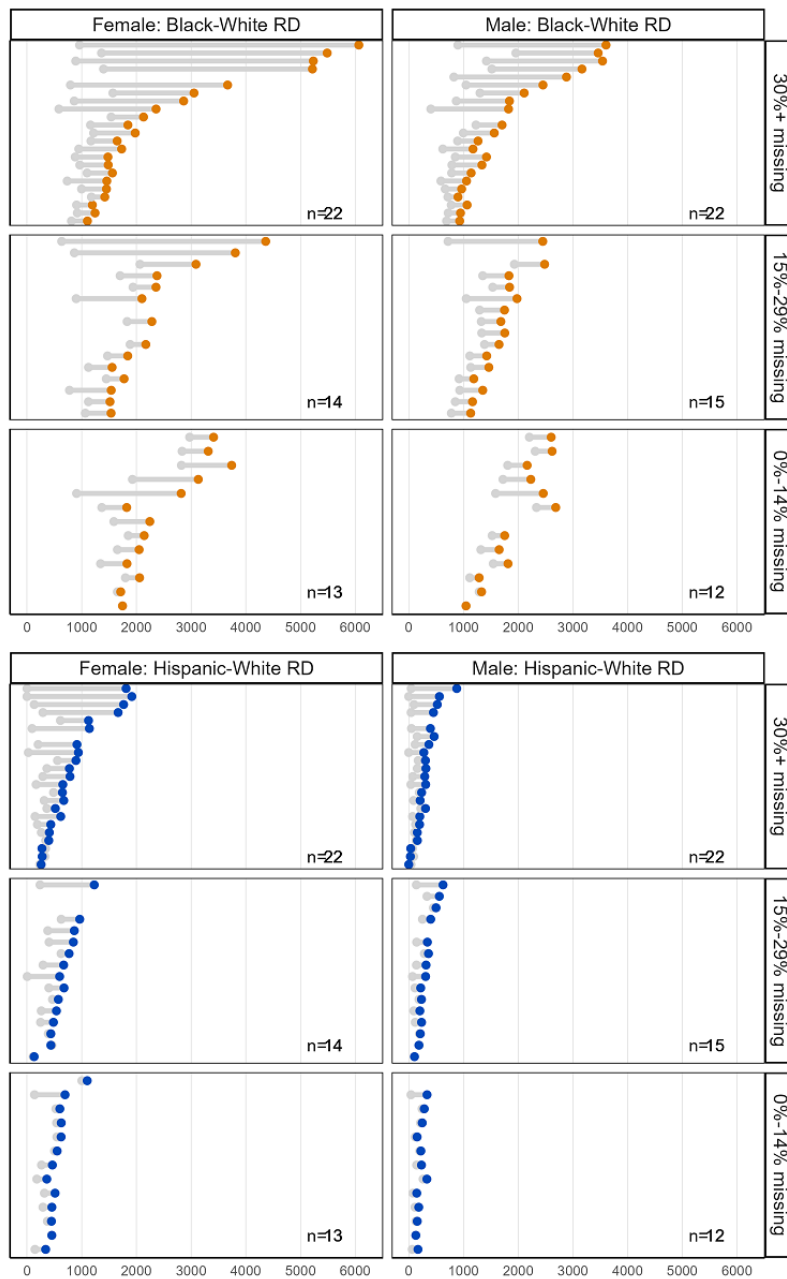 Female: Black-White RD
Male: Black-White RD
n=22
n=22
30%+ missing
n=14
n=15
15%-29% missing
n=13
n=12
0%-14% missing
0 1000 2000 3000 4000 5000 6000
0 1000 2000 3000 4000 5000 6000
Female: Hispanic-White RD
Male: Hispanic-White RD
n=22
n=22
30%+ missing
n=14
n=15
15%-29% missing
n=13
n=12
0%-14% missing
0 1000 2000 3000 4000 5000 6000
0 1000 2000 3000 4000 5000 6000